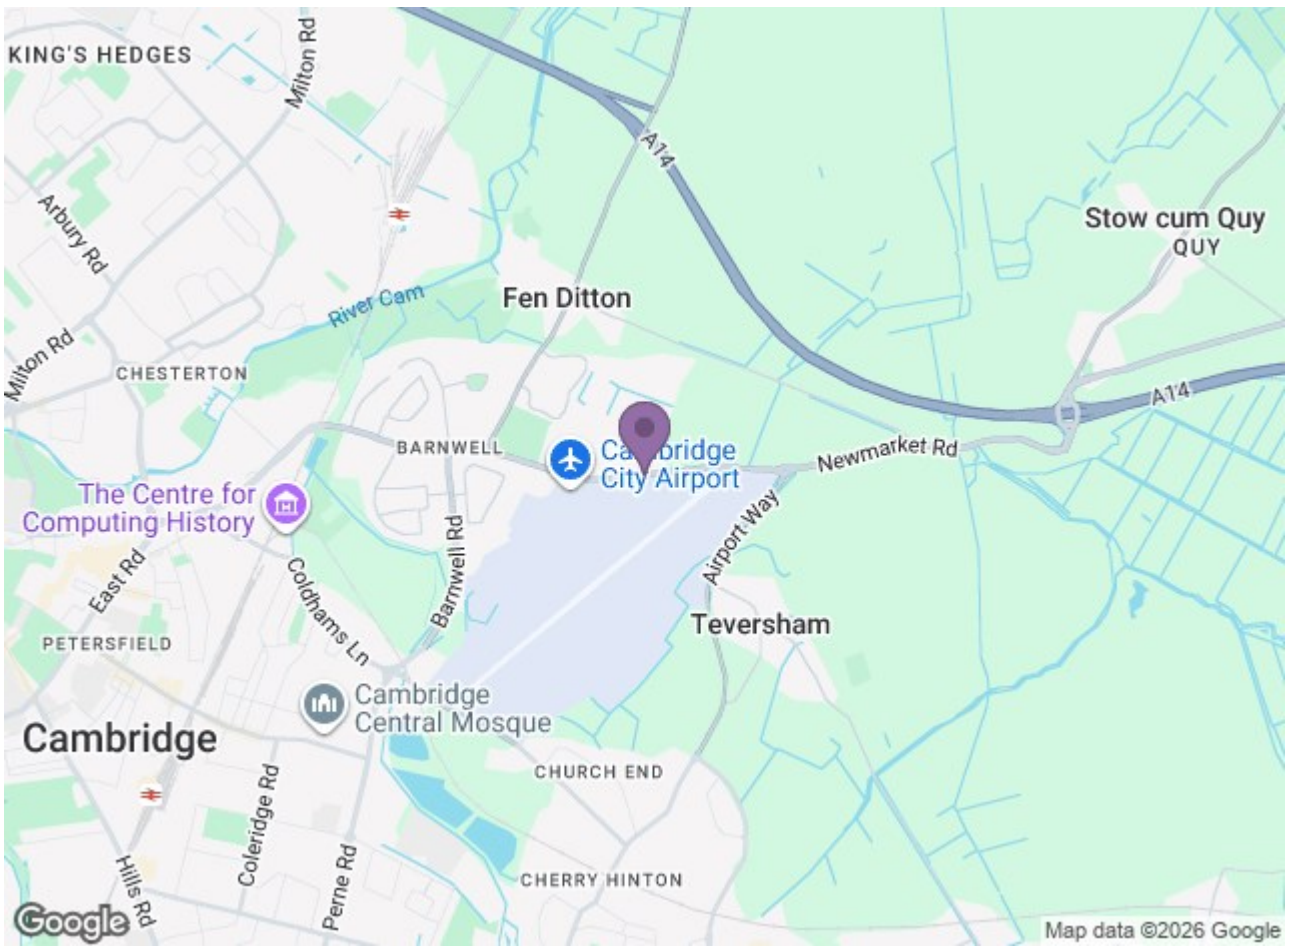 KING'S HEDGES
Milton Rd
A14
Arbury Rd
Stow cum Quy
QUY
River Cam
Fen Ditton
Milton Rd
CHESTERTON
A14
BARNWELL
Cambridge
City Airport
Newmarket Rd
The Centre for
Computing History
Airport Way
Barnwell Rd
East Rd
Coldhams Ln
Teversham
PETERSFIELD
Cambridge
Central Mosque
Cambridge
CHURCH END
Coleridge Rd
Hills Rd
Perne Rd
CHERRY HINTON
Google
Map data ©2026 Google